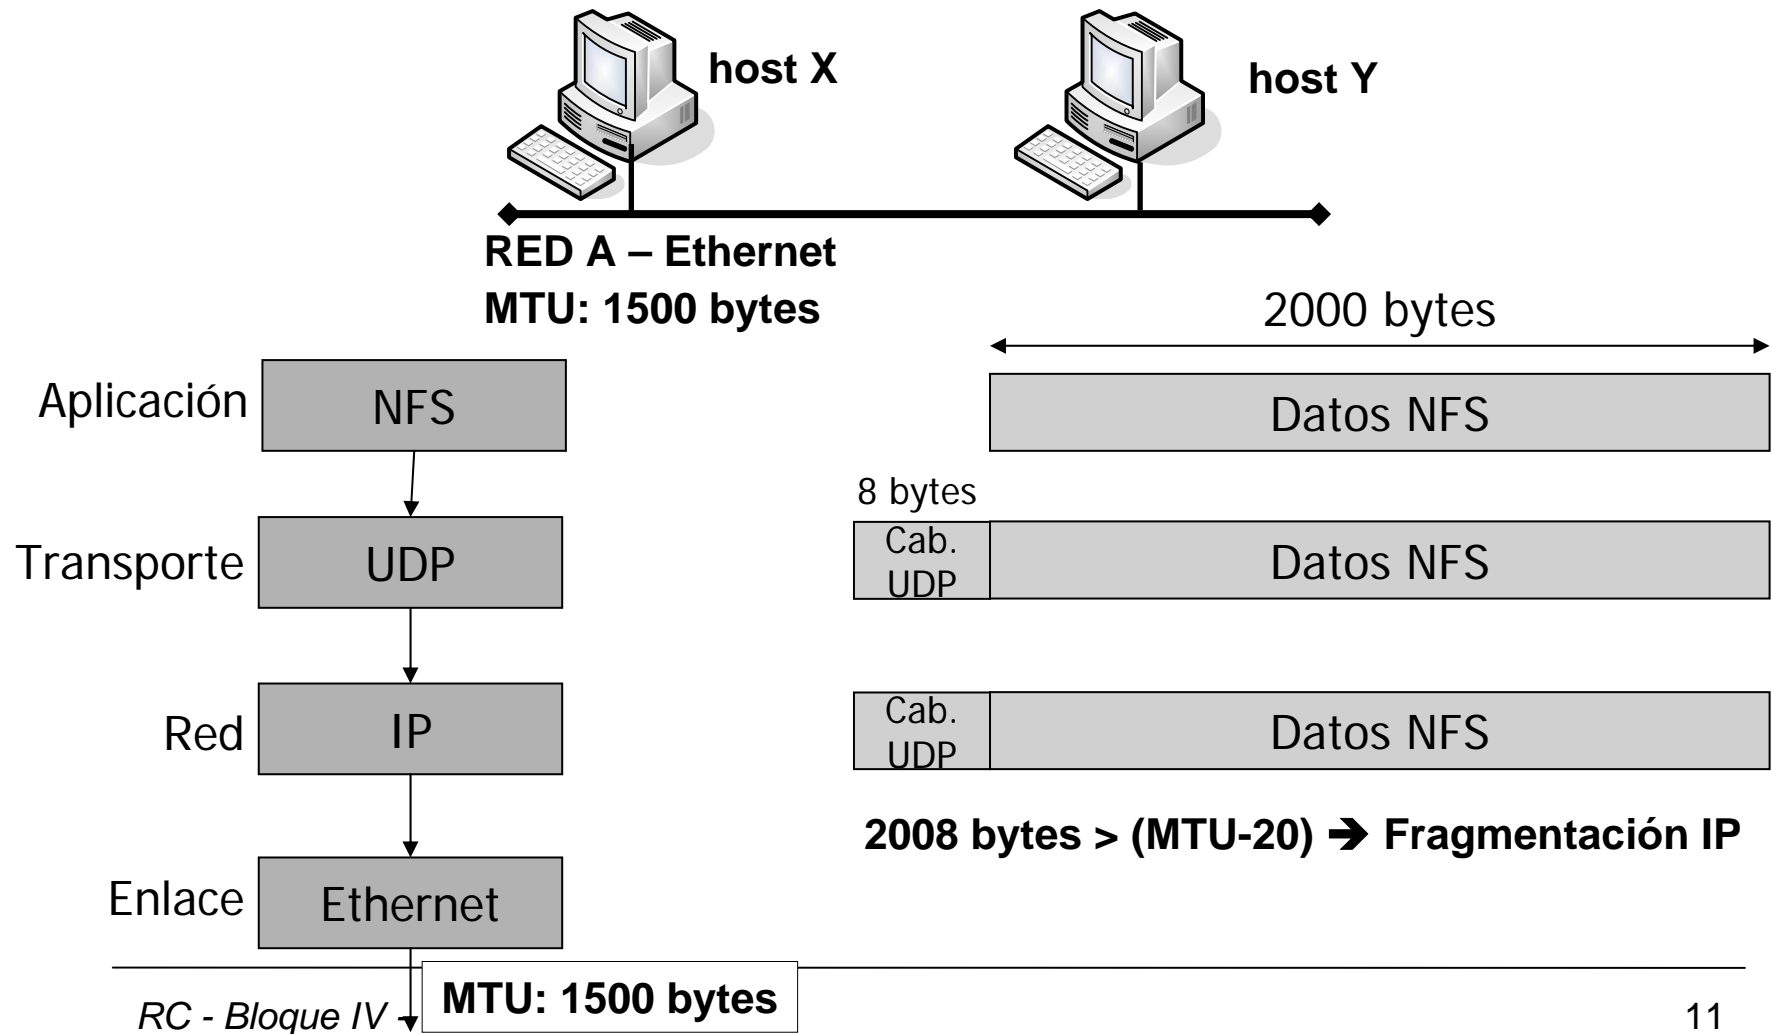 host X
host Y
RED A – Ethernet
MTU: 1500 bytes
2000 bytes
Aplicación
NFS
Datos NFS
8 bytes
Transporte
UDP
Cab.
UDP
Datos NFS
Red
IP
Cab.
UDP
Datos NFS
2008 bytes > (MTU-20) ➔ Fragmentación IP
Enlace
Ethernet
MTU: 1500 bytes
RC - Bloque IV -
11